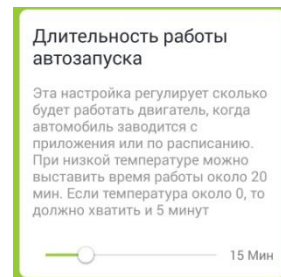 Длительность работы
автозапуска
Эта настройка регулирует сколько
будет работать двигатель, когда
автомобиль заводится с
приложения или по расписанию.
При низкой температуре можно
выставить время работы около 20
мин. Если температура около 0, то
должно хватить и 5 минут
15 Мин